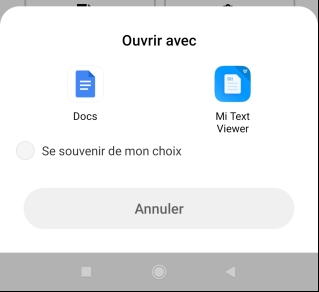 Ouvrir avec
Docs
Mi Text
Viewer
Se souvenir de mon choix
Annuler